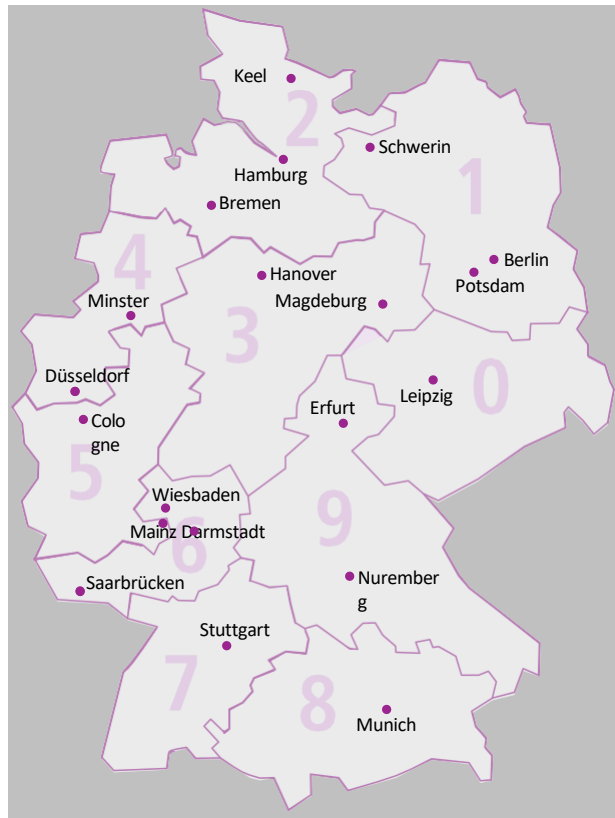 Keel
2
Schwerin
Hamburg
1
Bremen
4
Berlin
Hanover
Potsdam
Magdeburg
Minster
3
Düsseldorf
0
Leipzig
Erfurt
Colo
gne
5
Wiesbaden
9
Mainz Darmstadt
6
Saarbrücken
Nurember
g
Stuttgart
7
8
Munich